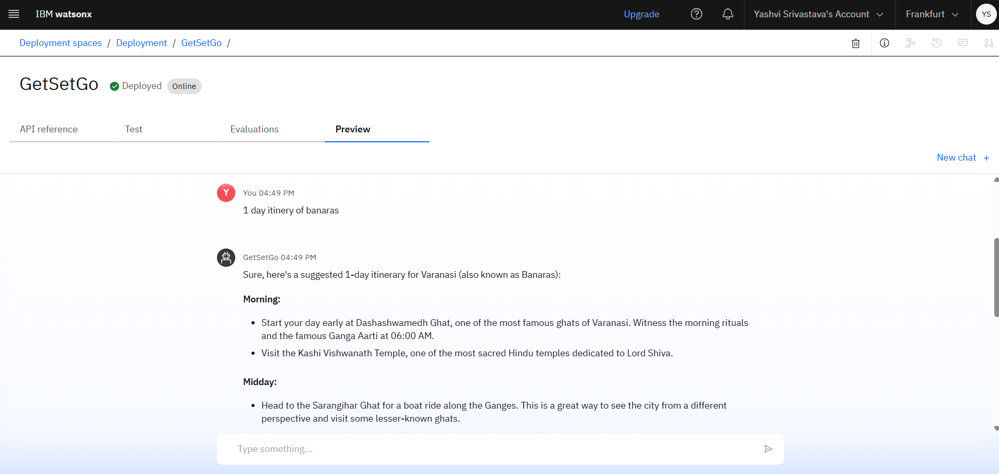 IBM watsonx
Upgrade
Yashvi Srivastava's Account
Frankfurt
YS
Deployment spaces / Deployment / GetSetGo /
GetSetGo
Deployed
Online
API reference
Test
Evaluations
Preview
New chat +
Y
You 04:49 PM
1 day itinery of banaras
GetSetGo 04:49 PM
Sure, here's a suggested 1-day itinerary for Varanasi (also known as Banaras):
Morning:
• Start your day early at Dashashwamedh Ghat, one of the most famous ghats of Varanasi. Witness the morning rituals
and the famous Ganga Aarti at 06:00 AM.
• Visit the Kashi Vishwanath Temple, one of the most sacred Hindu temples dedicated to Lord Shiva.
Midday:
• Head to the Sarangihar Ghat for a boat ride along the Ganges. This is a great way to see the city from a different
perspective and visit some lesser-known ghats.
Type something...